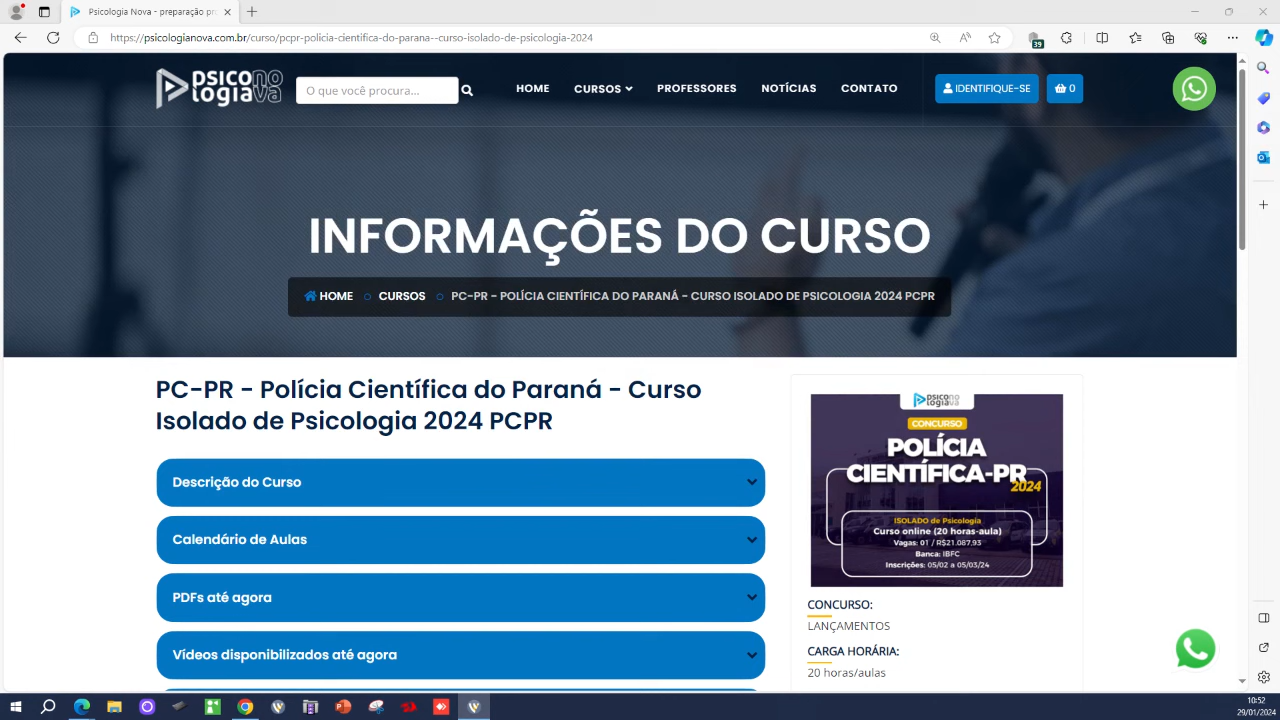 Psicologia Nova - preparação pro
https://psicologianova.com.br/curso/pcpr-policia-cientifica-do-parana--curso-isolado-de-psicologia-2024
39
psicologia nova
O que você procura...
HOME
CURSOS
PROFESSORES
NOTÍCIAS
CONTATO
IDENTIFIQUE-SE
0
INFORMAÇÕES DO CURSO
HOME
CURSOS
PC-PR - POLÍCIA CIENTÍFICA DO PARANÁ - CURSO ISOLADO DE PSICOLOGIA 2024 PCPR
PC-PR - Polícia Científica do Paraná - Curso
Isolado de Psicologia 2024 PCPR
Descrição do Curso
Calendário de Aulas
PDFs até agora
Vídeos disponibilizados até agora
psicologia nova
CONCURSO
POLÍCIA
CIENTÍFICA-PR
2024
ISOLADO de Psicologia
Curso online (20 horas-aula)
Vagas: 01 / R$21.087,93
Banca: IBFC
Inscrições: 05/02 a 05/03/24
CONCURSO:
LANÇAMENTOS
CARGA HORÁRIA:
20 horas/aulas
10:52
29/01/2024